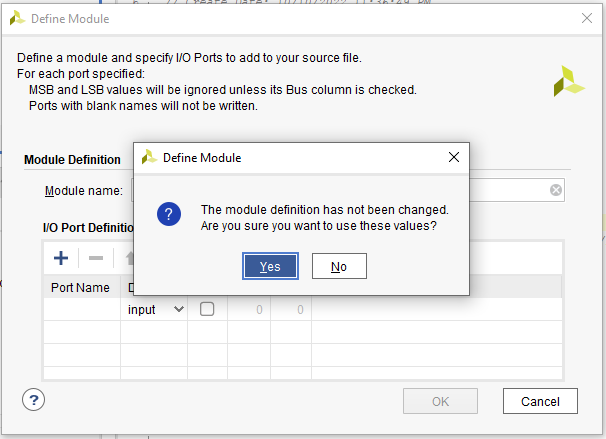 Define Module
Define a module and specify I/O Ports to add to your source file.
For each port specified:
MSB and LSB values will be ignored unless its Bus column is checked.
Ports with blank names will not be written.
Module Definition
Module name:
I/O Port
Port Name
input
0
0
OK
Cancel
?
Define Module
?
The module definition has not been changed.
Are you sure you want to use these values?
Yes
No